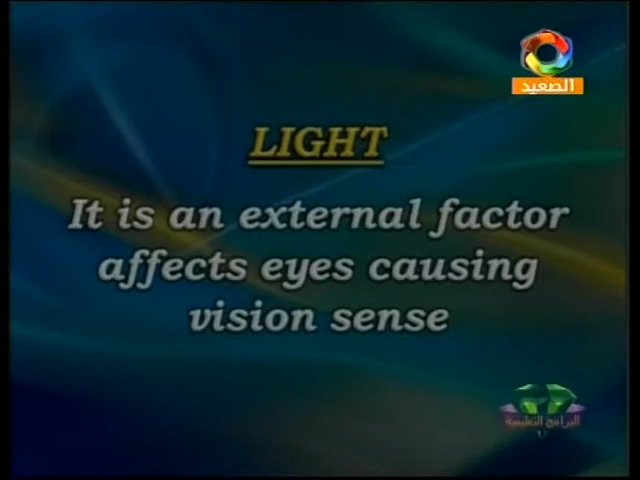 الصعيد
LIGHT
It is an external factor
affects eyes causing
vision sense
البرامج التعليمية